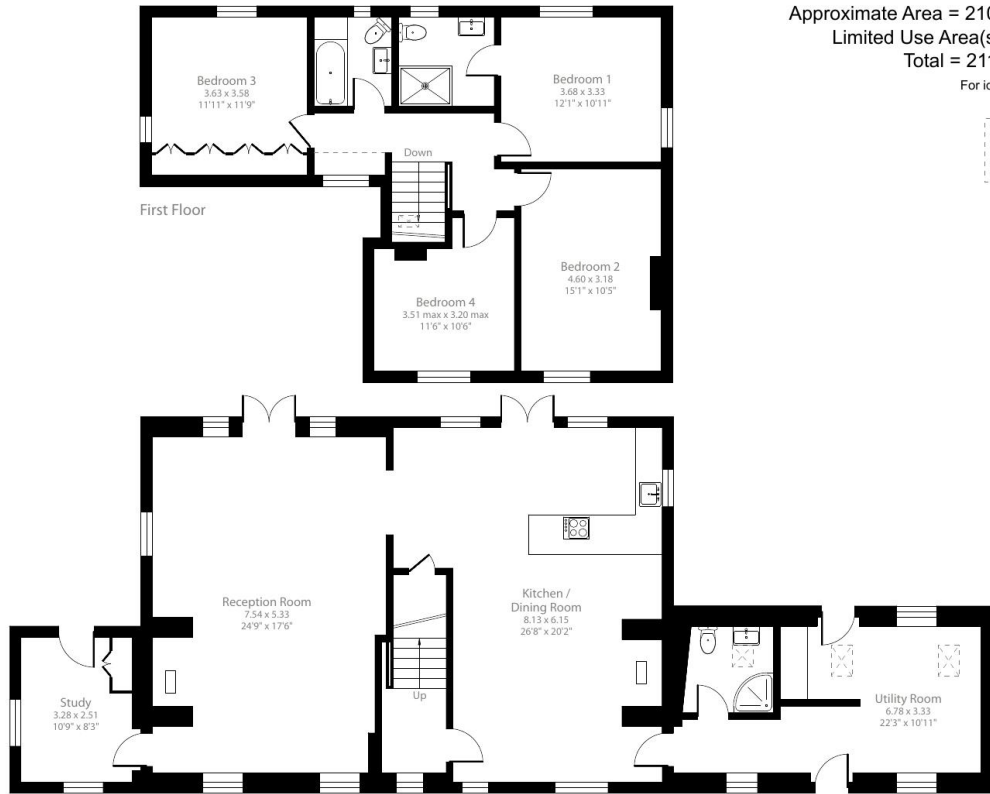 Approximate Area = 210
Limited Use Area(s
Total = 211
For id
Bedroom 3
3.63 x 3.58
11'11" x 11'9"
Bedroom 1
3.68 x 3.33
12'1" x 10'11"
Down
First Floor
Bedroom 2
4.60 x 3.18
15'1" x 10'5"
Bedroom 4
3.51 max x 3.20 max
11'6" x 10'6"
Reception Room
7.54 x 5.33
24'9" x 17'6"
Kitchen /
Dining Room
8.13 x 6.15
26'8" x 20'2"
Study
3.28 x 2.51
10'9" x 8'3"
Up
Utility Room
6.78 x 3.33
22'3" x 10'11"